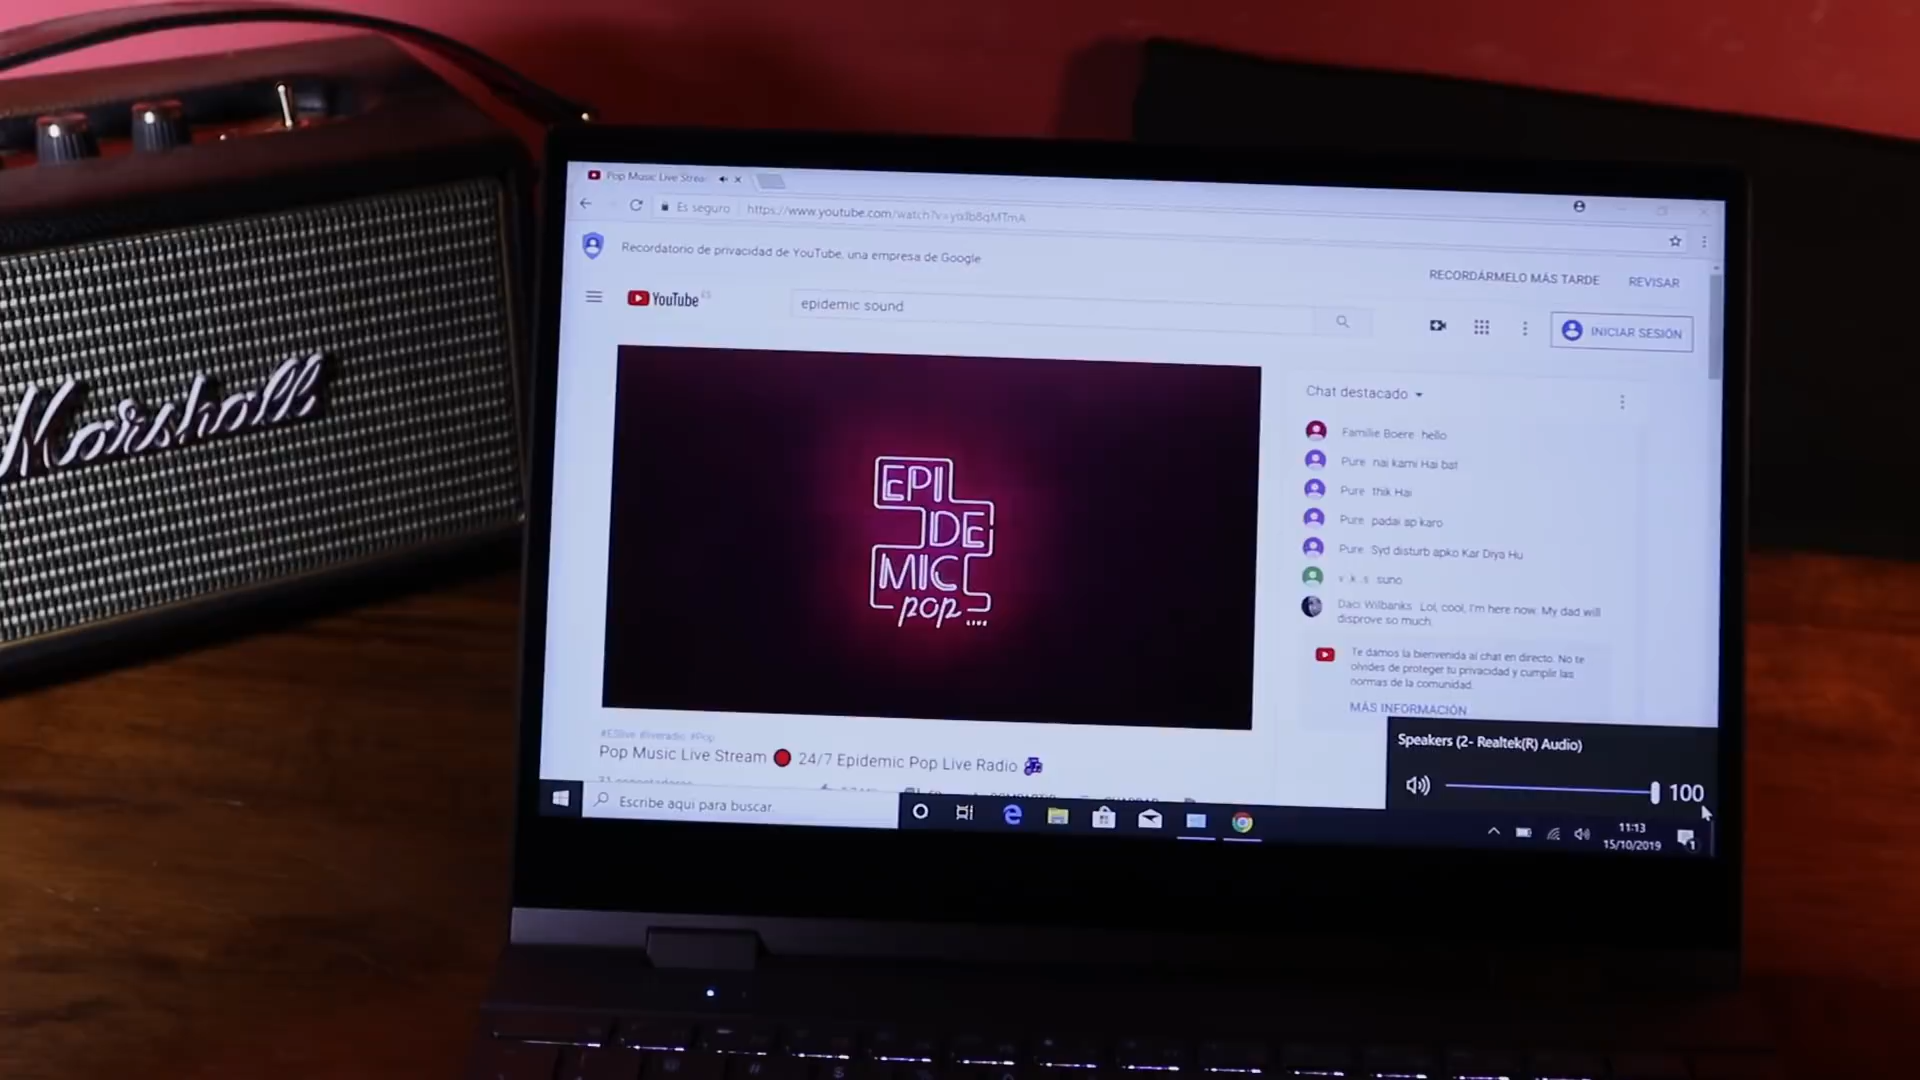 Marshall
Pop Music Live Strea
Es seguro
https://www.youtube.com/watch?v=
Recordatorio de privacidad de YouTube, una empresa de Google
RECORDÁRMELO MÁS TARDE
REVISAR
YouTube ES
epidemic sound
INICIAR SESIÓN
EPI
DE
MIC
pop
LIVE
Chat destacado
Familie Boere hello
Pure nai kami Hai bat
Pure thik Hai
Pure padai ap karo
Pure Syd disturb apko Kar Diya Hu
v k s suno
Daci Wilbanks Lol, cool, I'm here now. My dad will
disprove so much.
Te damos la bienvenida al chat en directo. No te
olvides de proteger tu privacidad y cumplir las
normas de la comunidad.
MÁS INFORMACIÓN
#ESlive #liveradio #Pop
Pop Music Live Stream 🔴 24/7 Epidemic Pop Live Radio
Speakers (2- Realtek(R) Audio)
100
Escribe aquí para buscar.
11:13
15/10/2019
1